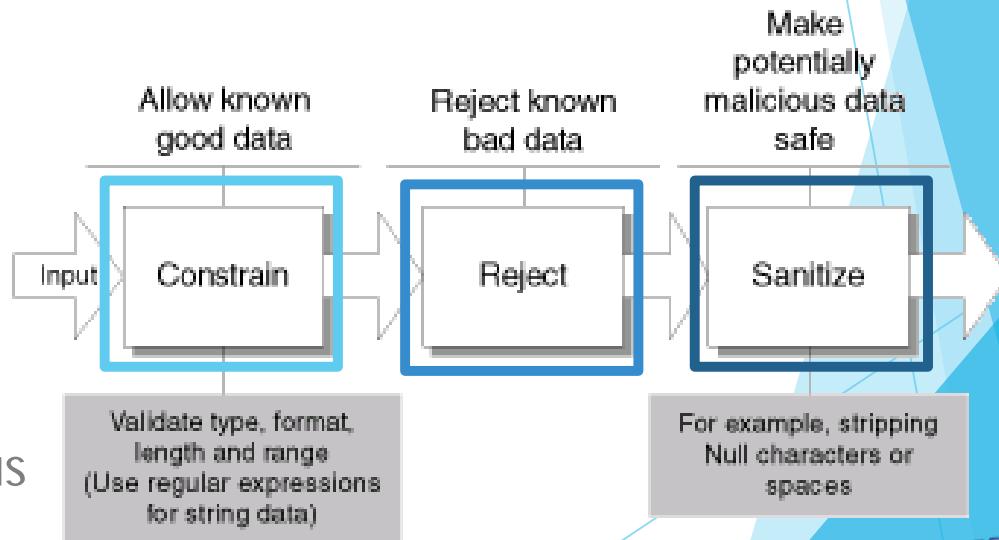 Make
potentially
malicious data
safe
Allow known
good data
Reject known
bad data
Input
Constrain
Reject
Sanitize
Validate type, format,
length and range
(Use regular expressions
for string data)
For example, stripping
Null characters or
spaces